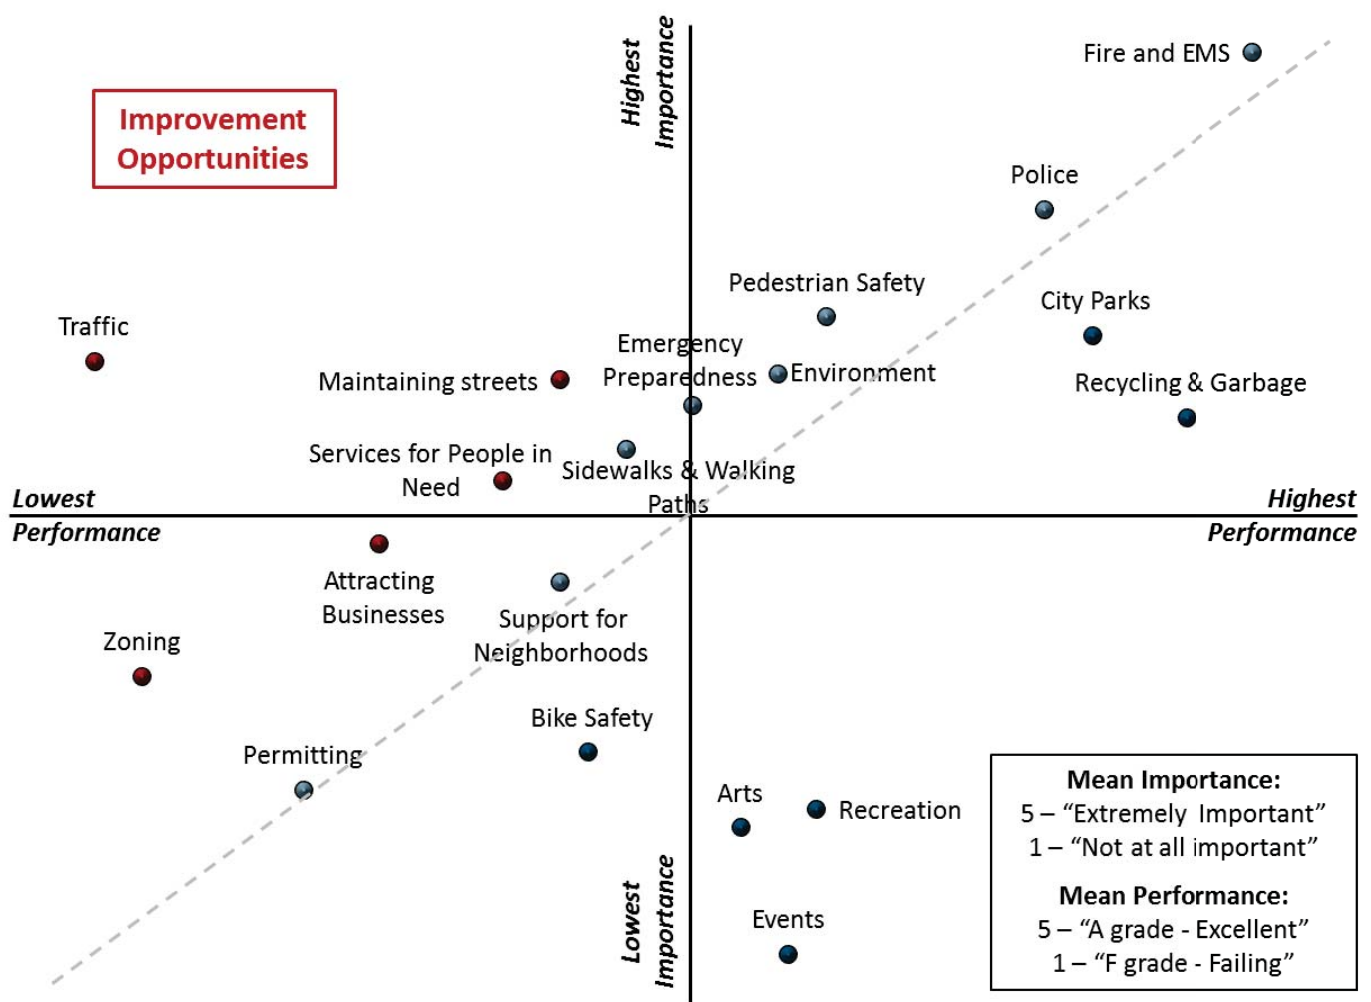 Highest
Importance
Fire and EMS
Improvement
Opportunities
Police
Pedestrian Safety
City Parks
Traffic
Emergency
Preparedness
Environment
Maintaining streets
Recycling & Garbage
Services for People in
Need
Sidewalks & Walking
Paths
Lowest
Performance
Highest
Performance
Attracting
Businesses
Support for
Neighborhoods
Zoning
Bike Safety
Permitting
Arts
Recreation
Events
Lowest
Importance
Mean Importance:
5 – “Extremely Important”
1 – “Not at all important”
Mean Performance:
5 – “A grade - Excellent”
1 – “F grade - Failing”